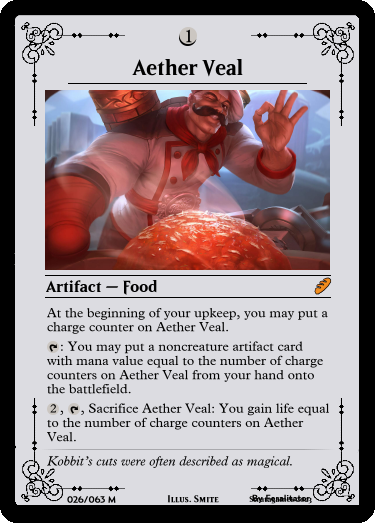 1
Aether Veal
Artifact — Food
At the beginning of your upkeep, you may put a
charge counter on Aether Veal.
: You may put a noncreature artifact card
with mana value equal to the number of charge
counters on Aether Veal from your hand onto
the battlefield.
2, , Sacrifice Aether Veal: You gain life equal
to the number of charge counters on Aether
Veal.
Kobbit's cuts were often described as magical.
026/063 M Illus. Smite By